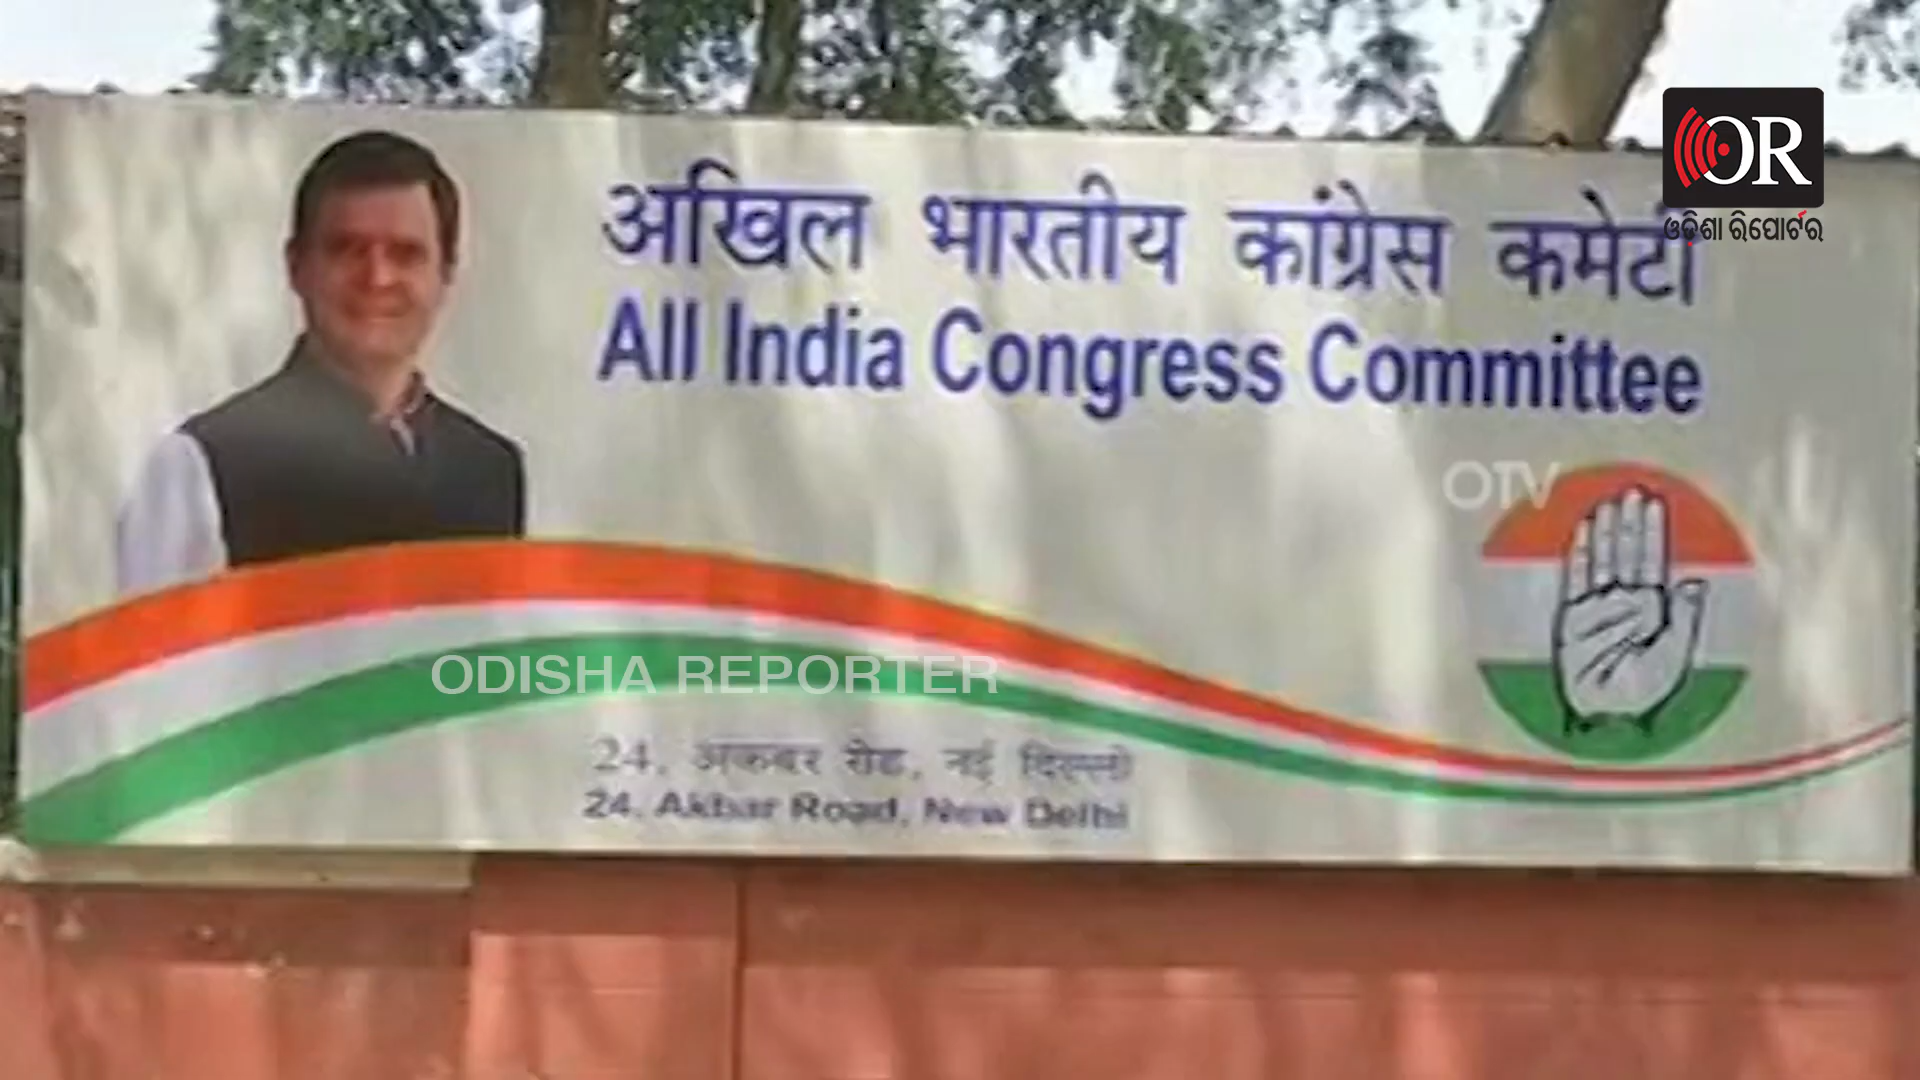 OR
ଓଡ଼ିଶା ରିପୋର୍ଟର
अखिल भारतीय कांग्रेस कमेटी
All India Congress Committee
OTV
ODISHA REPORTER
24, अकबर रोड, नई दिल्ली
24, Akbar Road, New Delhi